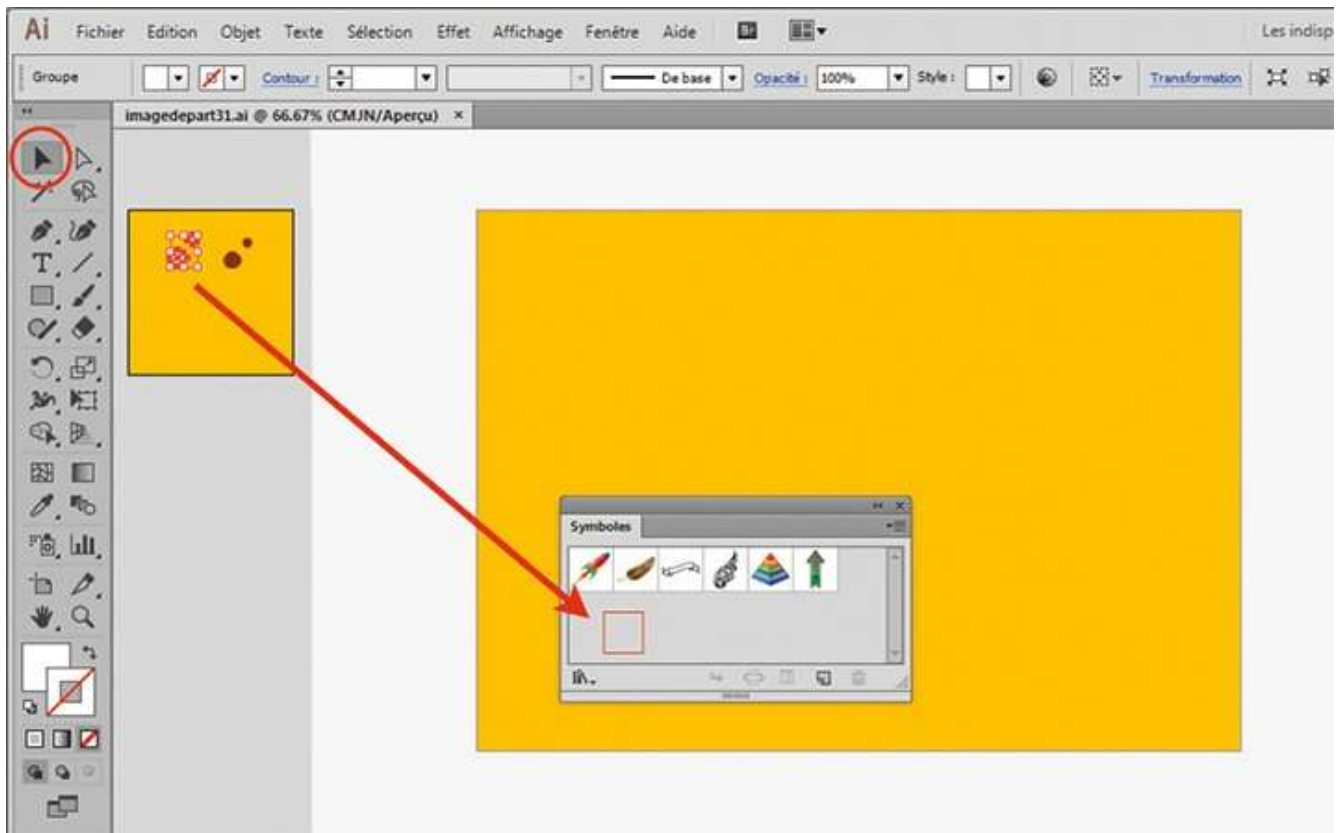 Ai Fichier Edition Objet Texte Sélection Effet Affichage Fenêtre Aide Br Les indisp
Groupe Contour : De base Opacité : 100% Style : Transformation
imagedepart31.ai @ 66.67% (CMJN/Aperçu) ×
Symboles